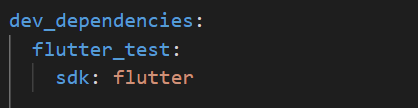 dev_dependencies:
  flutter_test:
    sdk: flutter